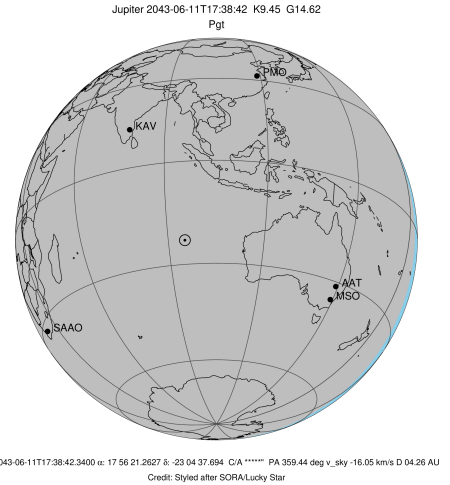 Jupiter 2043-06-11T17:38:42 K9.45 G14.62
Pgt
PMO
KAV
AAT
MSO
SAAO
043-06-11T17:38:42.3400 α: 17 56 21.2627 δ: -23 04 37.694 C/A *****" PA 359.44 deg v_sky -16.05 km/s D 04.26 AU
Credit: Styled after SORA/Lucky Star